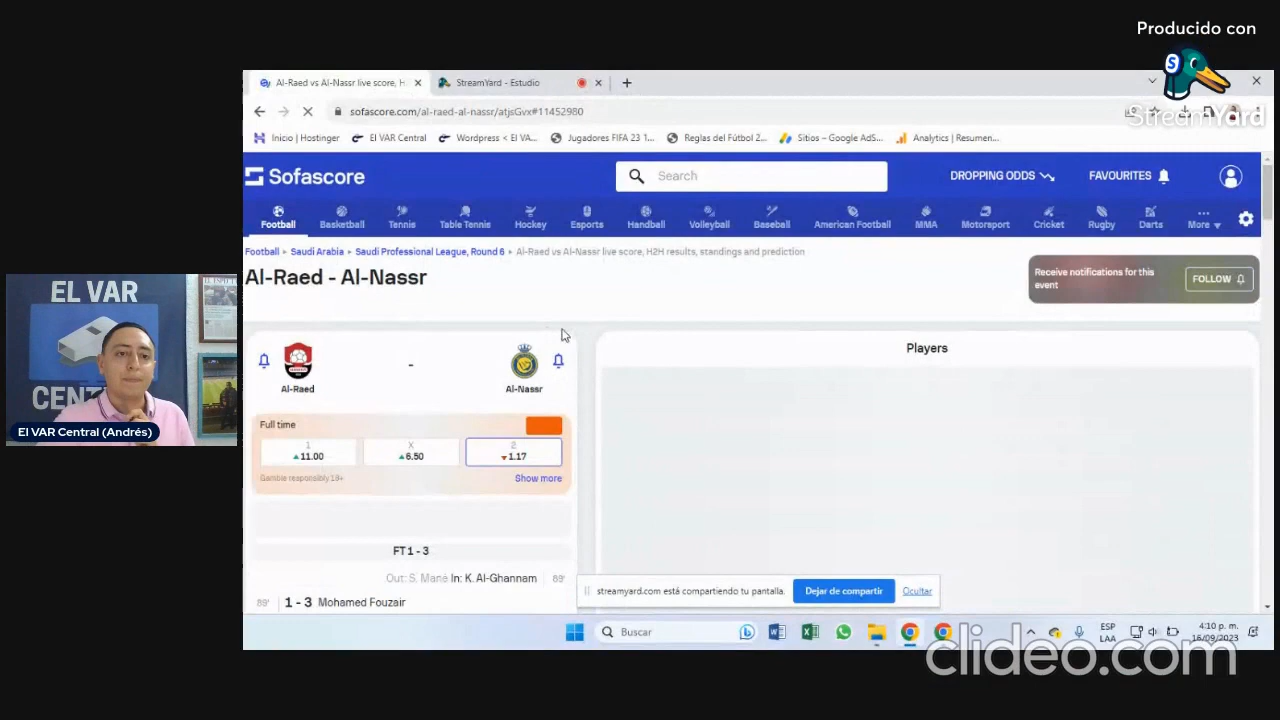 Producido con
StreamYard
Al-Raed vs Al-Nassr live score, H
StreamYard - Estudio
sofascore.com/al-raed-al-nassr/atjsGvx#11452980
Inicio | Hostinger
El VAR Central
Wordpress < El VA...
Jugadores FIFA 23 1...
Reglas del Fútbol 2...
Sitios – Google AdS...
Analytics | Resumen...
Sofascore
Search
DROPPING ODDS
FAVOURITES
Football
Basketball
Tennis
Table Tennis
Hockey
Esports
Handball
Volleyball
Baseball
American Football
MMA
Motorsport
Cricket
Rugby
Darts
More
Football
Saudi Arabia
Saudi Professional League, Round 6
Al-Raed vs Al-Nassr live score, H2H results, standings and prediction
Al-Raed - Al-Nassr
Receive notifications for this
event
FOLLOW
EL VAR
CEN
El VAR Central (Andrés)
Al-Raed
-
Al-Nassr
Players
Full time
1
11.00
X
6.50
2
1.17
Gamble responsibly 18+
Show more
FT 1 - 3
Out: S. Mané In: K. Al-Ghannam 89'
89' 1 - 3 Mohamed Fouzair
streamyard.com está compartiendo tu pantalla.
Dejar de compartir
Ocultar
Buscar
ESP
LAA
4:10 p. m.
16/09/2023
clideo.com